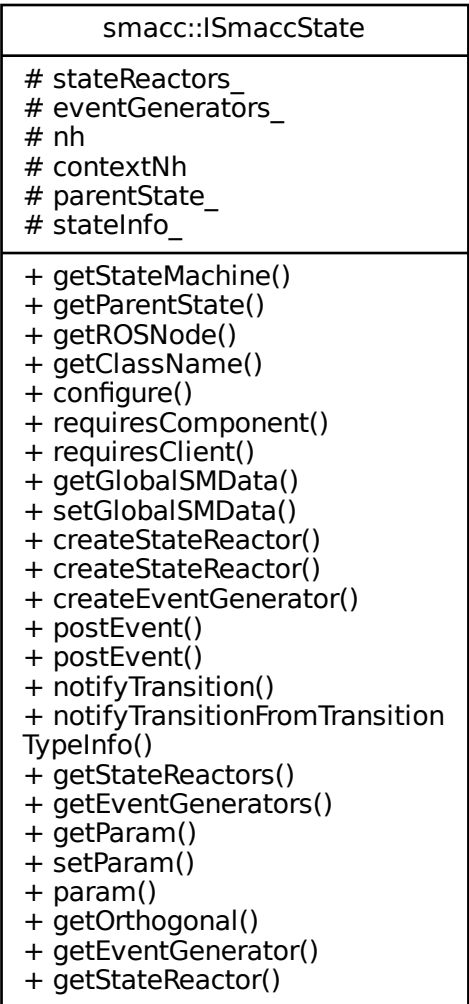 smacc::ISmaccState
# stateReactors_
# eventGenerators_
# nh
# contextNh
# parentState_
# stateInfo_
+ getStateMachine()
+ getParentState()
+ getROSNode()
+ getClassName()
+ configure()
+ requiresComponent()
+ requiresClient()
+ getGlobalSMData()
+ setGlobalSMData()
+ createStateReactor()
+ createStateReactor()
+ createEventGenerator()
+ postEvent()
+ postEvent()
+ notifyTransition()
+ notifyTransitionFromTransition
TypeInfo()
+ getStateReactors()
+ getEventGenerators()
+ getParam()
+ setParam()
+ param()
+ getOrthogonal()
+ getEventGenerator()
+ getStateReactor()